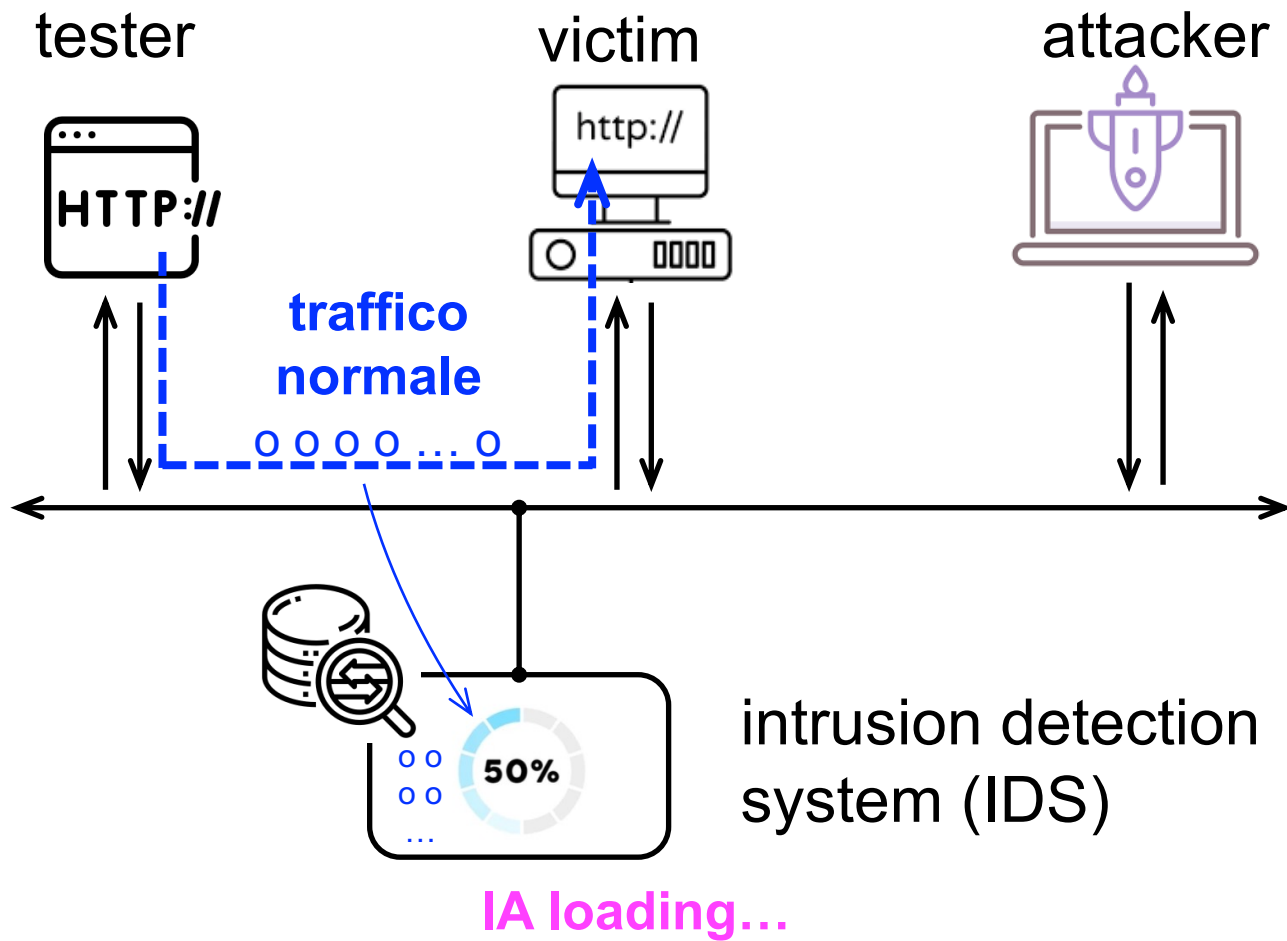 tester
victim
attacker
HTTP://
http://
traffico
normale
o o o o ... o
o o
50%
o o
...
intrusion detection
system (IDS)
IA loading...